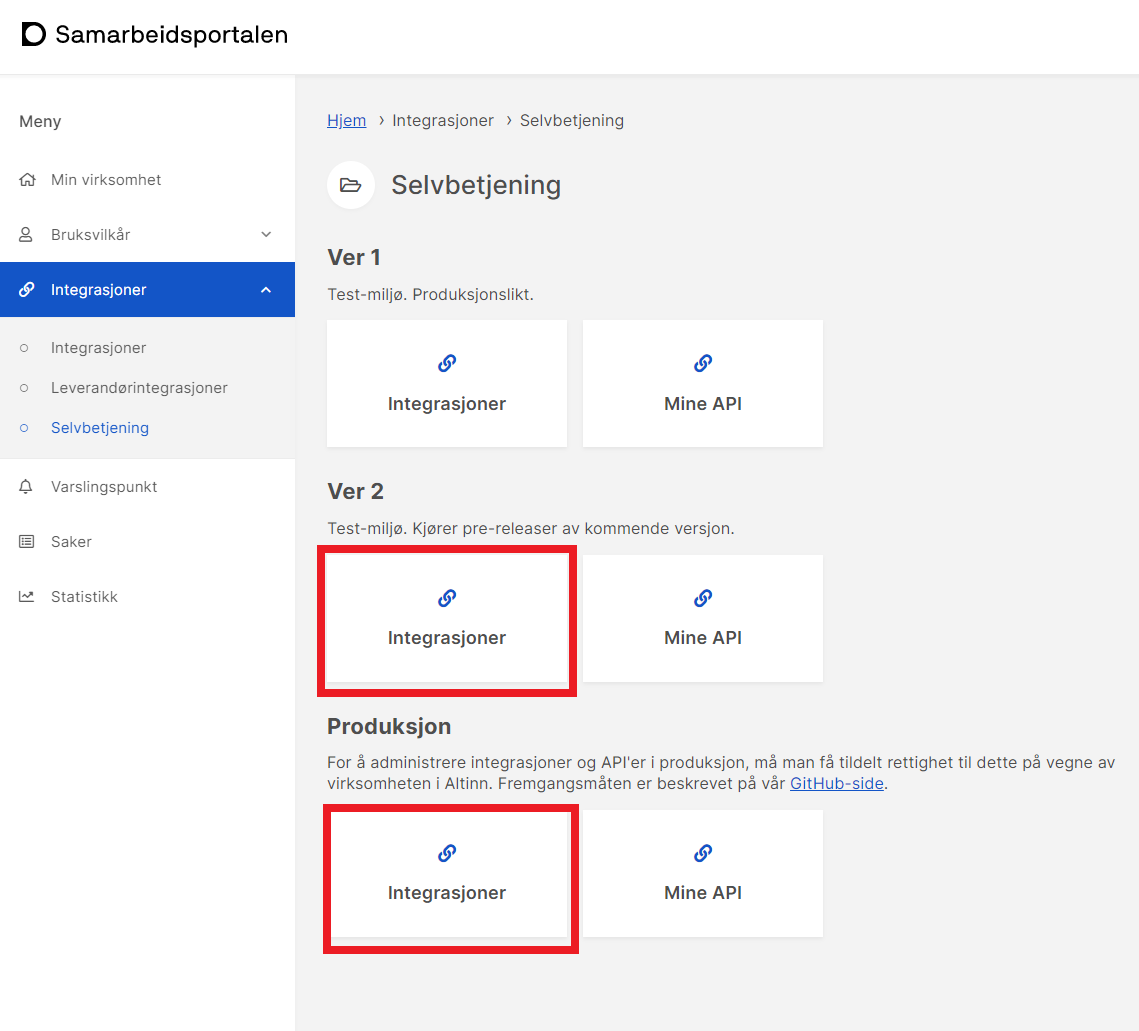 Samarbeidsportalen
Meny
Min virksomhet
Bruksvilkår
Integrasjoner
Integrasjoner
Leverandørintegrasjoner
Selvbetjening
Varslingspunkt
Saker
Statistikk
Hjem › Integrasjoner › Selvbetjening
Selvbetjening
Ver 1
Test-miljø. Produksjonslikt.
Integrasjoner
Mine API
Ver 2
Test-miljø. Kjører pre-releaser av kommende versjon.
Integrasjoner
Mine API
Produksjon
For å administrere integrasjoner og API'er i produksjon, må man få tildelt rettighet til dette på vegne av
virksomheten i Altinn. Fremgangsmåten er beskrevet på vår GitHub-side.
Integrasjoner
Mine API